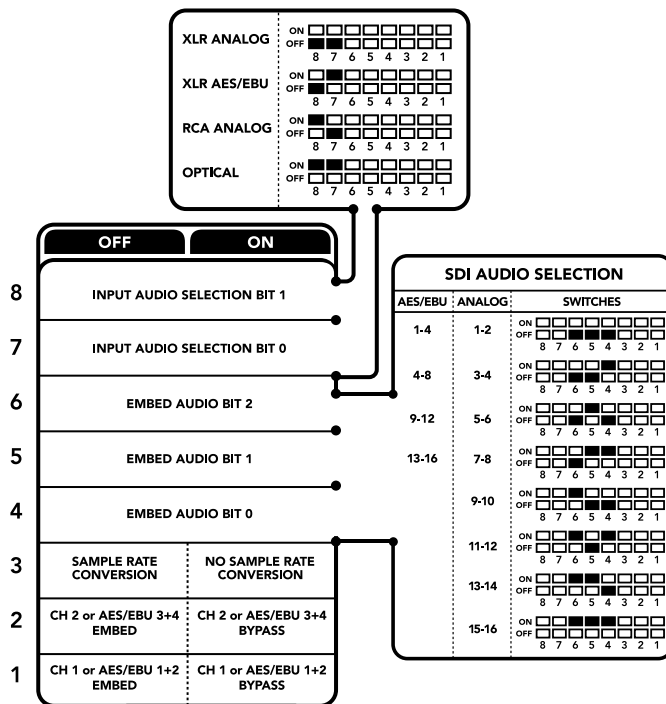 XLR ANALOG
ON
OFF
8 7 6 5 4 3 2 1
XLR AES/EBU
ON
OFF
8 7 6 5 4 3 2 1
RCA ANALOG
ON
OFF
8 7 6 5 4 3 2 1
OPTICAL
ON
OFF
8 7 6 5 4 3 2 1
OFF ON
8 INPUT AUDIO SELECTION BIT 1
7 INPUT AUDIO SELECTION BIT 0
6 EMBED AUDIO BIT 2
5 EMBED AUDIO BIT 1
4 EMBED AUDIO BIT 0
3
SAMPLE RATE
CONVERSION
NO SAMPLE RATE
CONVERSION
2
CH 2 or AES/EBU 3+4
EMBED
CH 2 or AES/EBU 3+4
BYPASS
1
CH 1 or AES/EBU 1+2
EMBED
CH 1 or AES/EBU 1+2
BYPASS
SDI AUDIO SELECTION
AES/EBU ANALOG SWITCHES
1-4 1-2
ON
OFF
8 7 6 5 4 3 2 1
4-8 3-4
ON
OFF
8 7 6 5 4 3 2 1
9-12 5-6
ON
OFF
8 7 6 5 4 3 2 1
13-16 7-8
ON
OFF
8 7 6 5 4 3 2 1
9-10
ON
OFF
8 7 6 5 4 3 2 1
11-12
ON
OFF
8 7 6 5 4 3 2 1
13-14
ON
OFF
8 7 6 5 4 3 2 1
15-16
ON
OFF
8 7 6 5 4 3 2 1